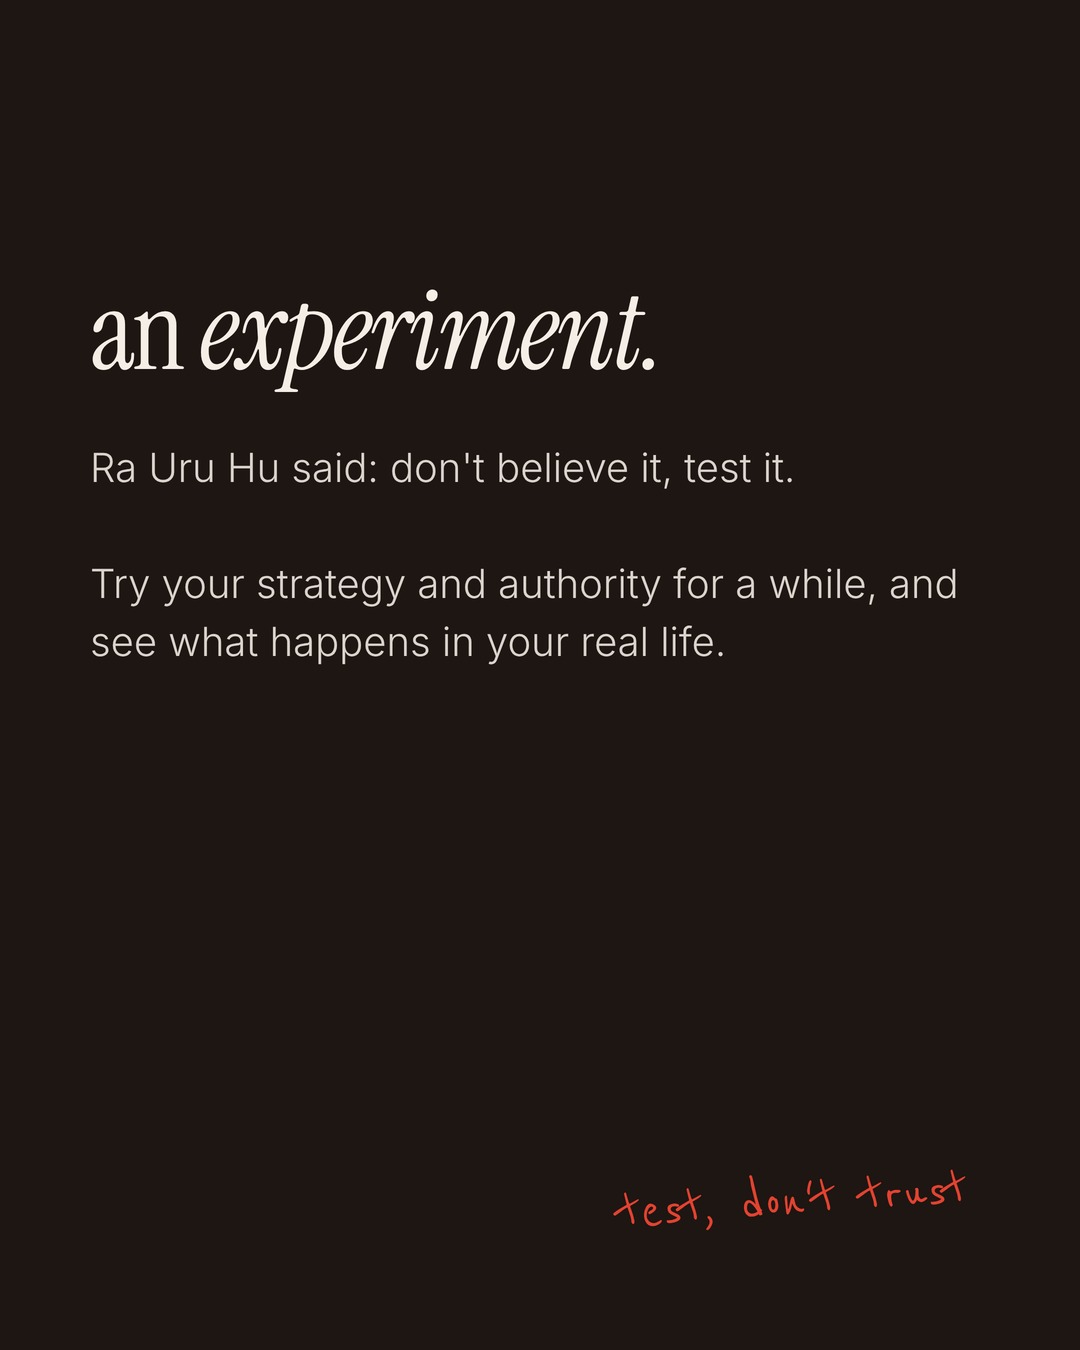 an experiment.
Ra Uru Hu said: don't believe it, test it.
Try your strategy and authority for a while, and
see what happens in your real life.
test, don't trust